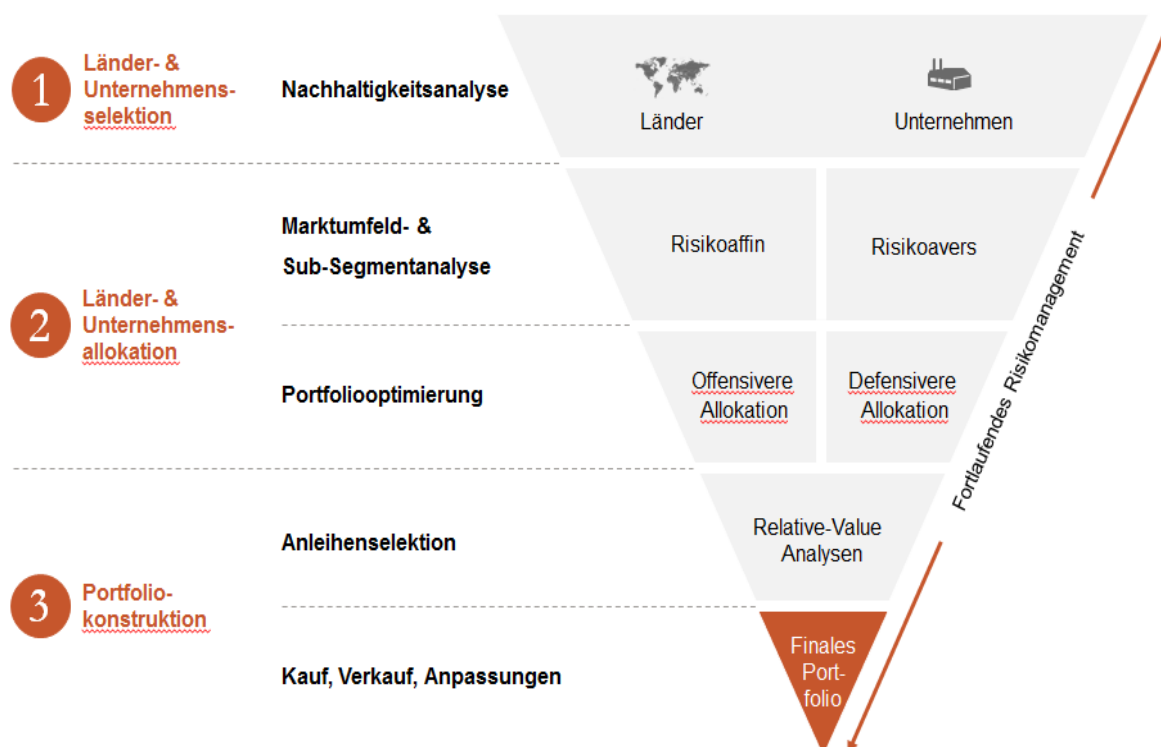 1
Länder- &
Unternehmens-
selektion
Nachhaltigkeitsanalyse
Länder
Unternehmen
2
Länder- &
Unternehmens-
allokation
Marktumfeld- &
Sub-Segmentanalyse
Risikoaffin
Risikoavers
Portfoliooptimierung
Offensivere
Allokation
Defensivere
Allokation
3
Portfolio-
konstruktion
Anleihenselektion
Relative-Value
Analysen
Kauf, Verkauf, Anpassungen
Finales
Port-
folio
Fortlaufendes Risikomanagement